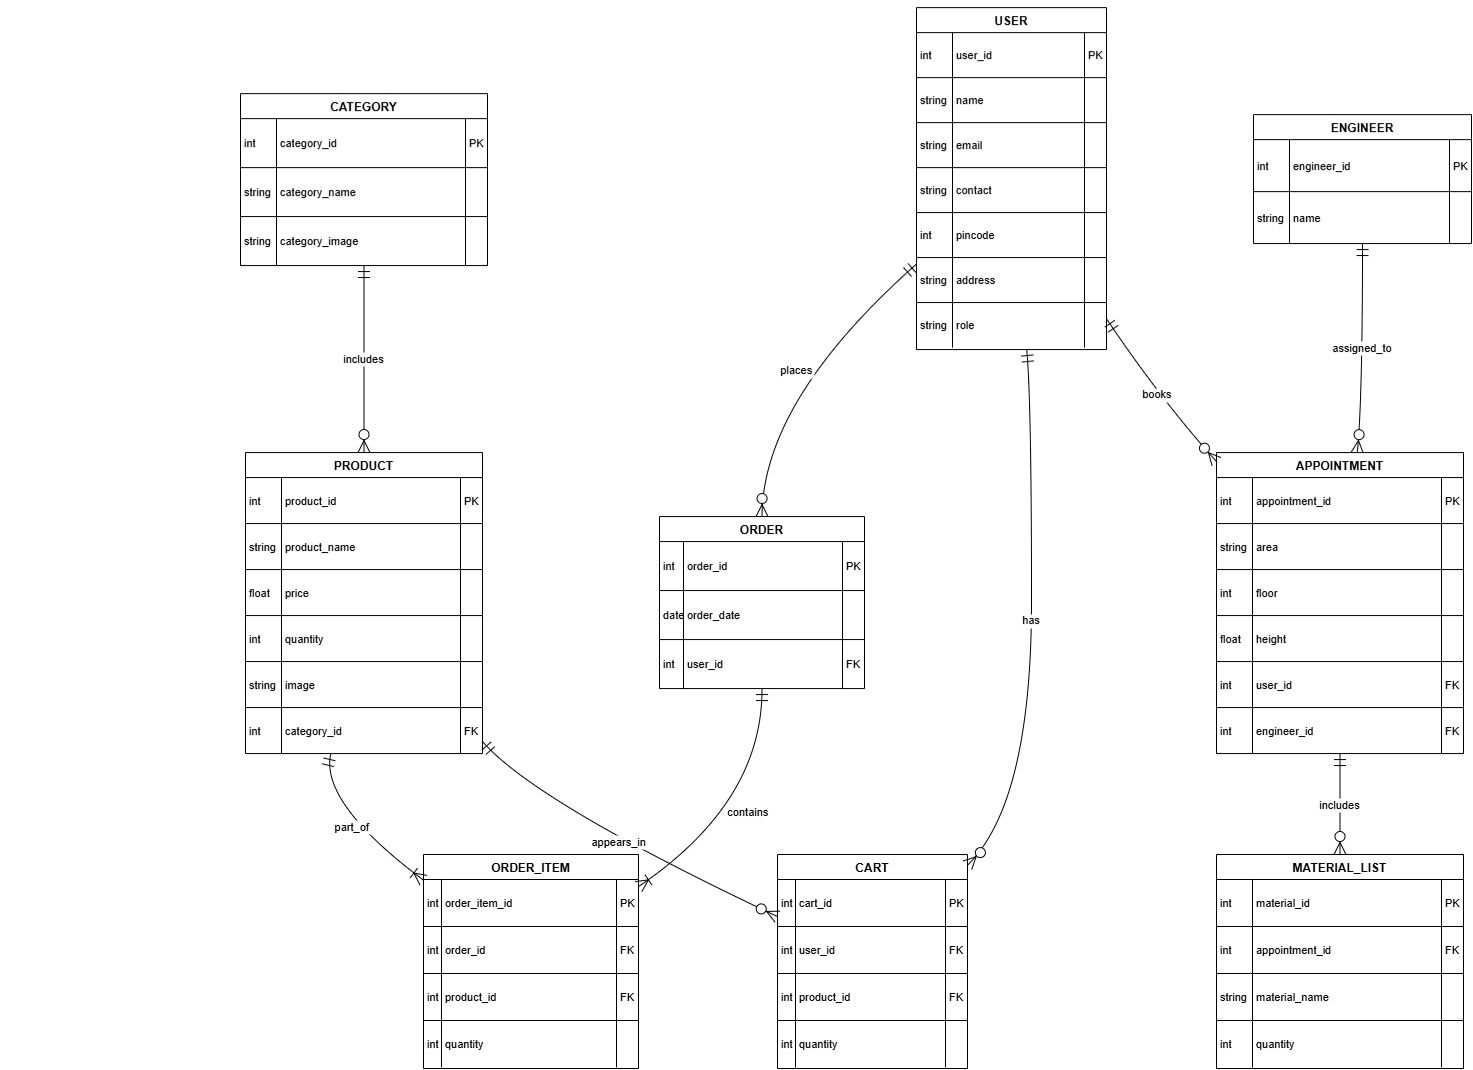 USER
int user_id PK
string name
string email
string contact
int pincode
string address
string role
CATEGORY
int category_id PK
string category_name
string category_image
ENGINEER
int engineer_id PK
string name
includes
places
books
assigned_to
PRODUCT
int product_id PK
string product_name
float price
int quantity
string image
int category_id FK
ORDER
int order_id PK
date order_date
int user_id FK
has
APPOINTMENT
int appointment_id PK
string area
int floor
float height
int user_id FK
int engineer_id FK
part_of
appears_in
contains
includes
ORDER_ITEM
int order_item_id PK
int order_id FK
int product_id FK
int quantity
CART
int cart_id PK
int user_id FK
int product_id FK
int quantity
MATERIAL_LIST
int material_id PK
int appointment_id FK
string material_name
int quantity